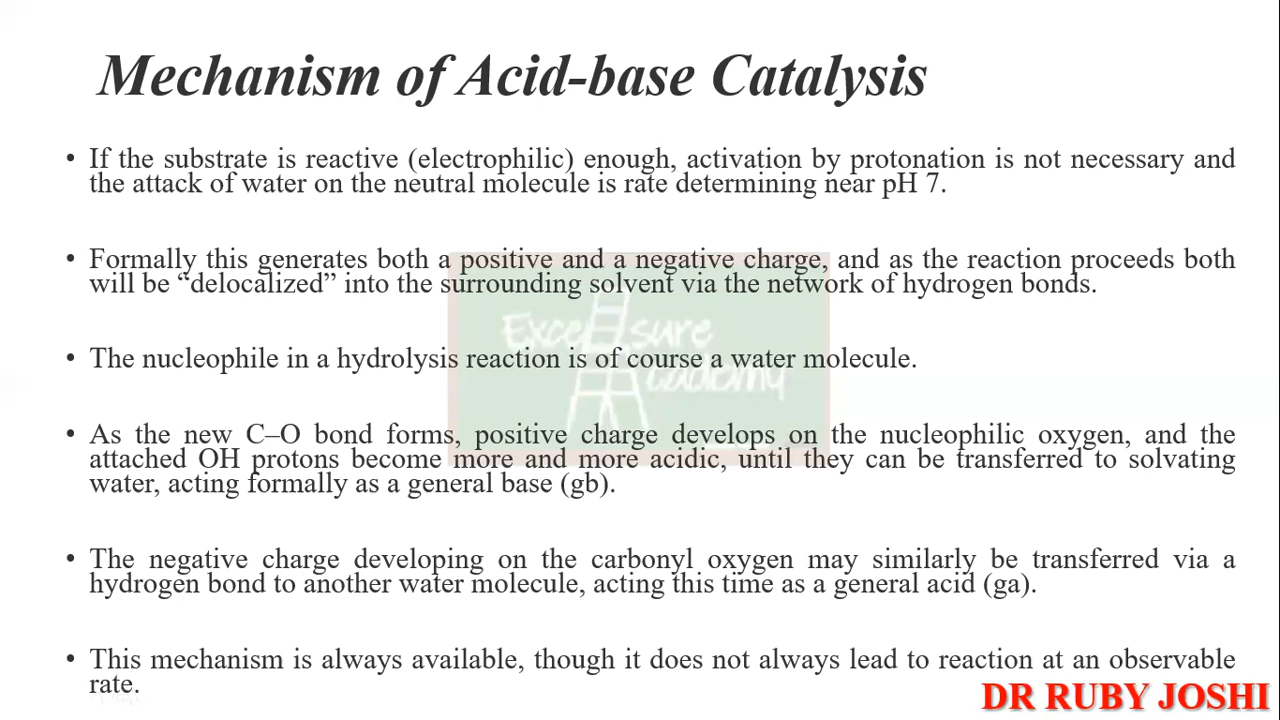 Mechanism of Acid-base Catalysis
• If the substrate is reactive (electrophilic) enough, activation by protonation is not necessary and
the attack of water on the neutral molecule is rate determining near pH 7.
• Formally this generates both a positive and a negative charge, and as the reaction proceeds both
will be “delocalized” into the surrounding solvent via the network of hydrogen bonds.
• The nucleophile in a hydrolysis reaction is of course a water molecule.
• As the new C–O bond forms, positive charge develops on the nucleophilic oxygen, and the
attached OH protons become more and more acidic, until they can be transferred to solvating
water, acting formally as a general base (gb).
• The negative charge developing on the carbonyl oxygen may similarly be transferred via a
hydrogen bond to another water molecule, acting this time as a general acid (ga).
• This mechanism is always available, though it does not always lead to reaction at an observable
rate.
DR RUBY JOSHI